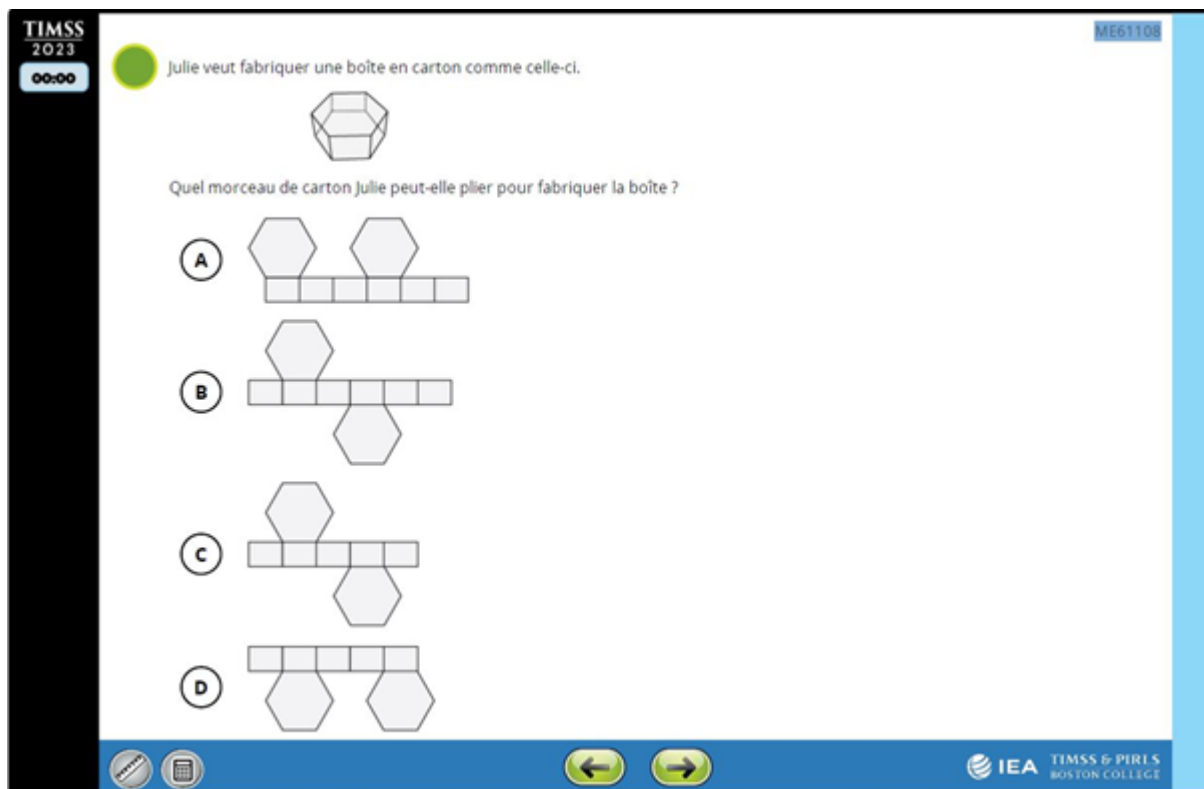 TIMSS
2023
00:00
ME61108
Julie veut fabriquer une boîte en carton comme celle-ci.
Quel morceau de carton Julie peut-elle plier pour fabriquer la boîte ?
A
B
C
D
IEA
TIMSS & PIRLS
BOSTON COLLEGE